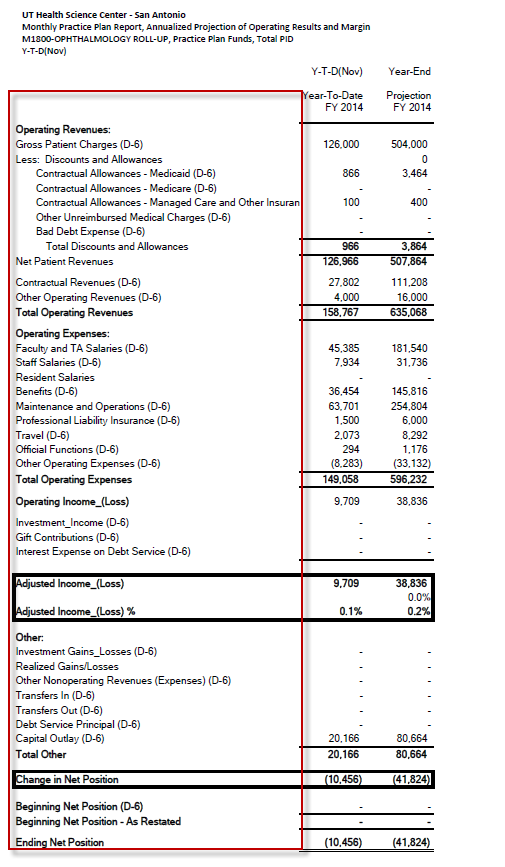 UT Health Science Center - San Antonio
Monthly Practice Plan Report, Annualized Projection of Operating Results and Margin
M1800-OPHTHALMOLOGY ROLL-UP, Practice Plan Funds, Total PID
Y-T-D(Nov)
Y-T-D(Nov) Year-End
Year-To-Date Projection
FY 2014 FY 2014
Operating Revenues:
Gross Patient Charges (D-6) 126,000 504,000
Less: Discounts and Allowances 0
Contractual Allowances - Medicaid (D-6) 866 3,464
Contractual Allowances - Medicare (D-6) - -
Contractual Allowances - Managed Care and Other Insuran 100 400
Other Unreimbursed Medical Charges (D-6) - -
Bad Debt Expense (D-6) - -
Total Discounts and Allowances 966 3,864
Net Patient Revenues 126,966 507,864
Contractual Revenues (D-6) 27,802 111,208
Other Operating Revenues (D-6) 4,000 16,000
Total Operating Revenues 158,767 635,068
Operating Expenses:
Faculty and TA Salaries (D-6) 45,385 181,540
Staff Salaries (D-6) 7,934 31,736
Resident Salaries - -
Benefits (D-6) 36,454 145,816
Maintenance and Operations (D-6) 63,701 254,804
Professional Liability Insurance (D-6) 1,500 6,000
Travel (D-6) 2,073 8,292
Official Functions (D-6) 294 1,176
Other Operating Expenses (D-6) (8,283) (33,132)
Total Operating Expenses 149,058 596,232
Operating Income_(Loss) 9,709 38,836
Investment_Income (D-6) - -
Gift Contributions (D-6) - -
Interest Expense on Debt Service (D-6) - -
Adjusted Income_(Loss) 9,709 38,836
0.0%
Adjusted Income_(Loss) % 0.1% 0.2%
Other:
Investment Gains_Losses (D-6) - -
Realized Gains/Losses - -
Other Nonoperating Revenues (Expenses) (D-6) - -
Transfers In (D-6) - -
Transfers Out (D-6) - -
Debt Service Principal (D-6) - -
Capital Outlay (D-6) 20,166 80,664
Total Other 20,166 80,664
Change in Net Position (10,456) (41,824)
Beginning Net Position (D-6) - -
Beginning Net Position - As Restated - -
Ending Net Position (10,456) (41,824)